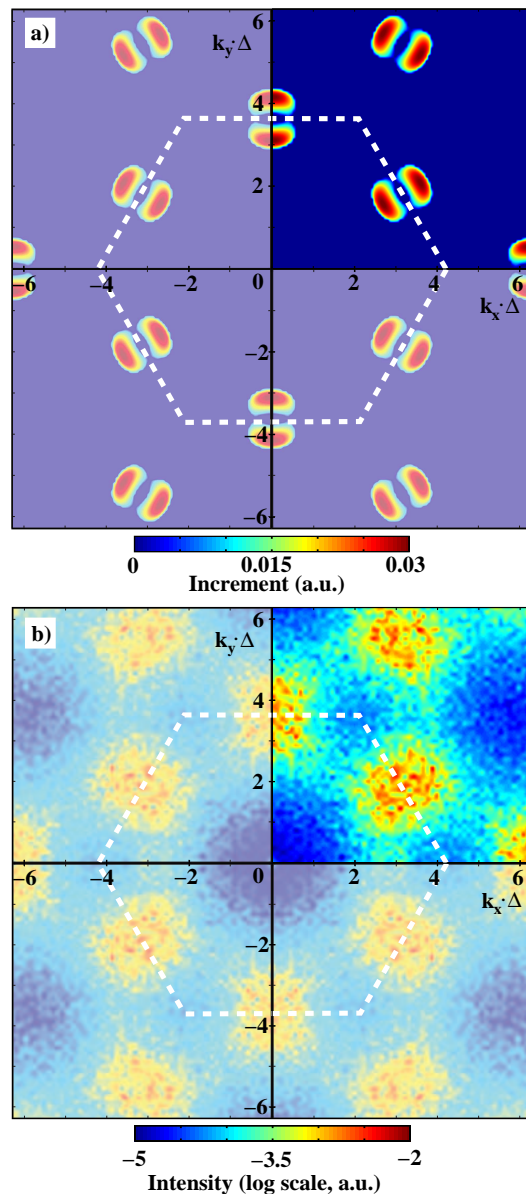 a)
k_y·Δ
6
4
2
−6 −4 −2 0 2 4 6
k_x·Δ
−2
−4
−6
0 0.015 0.03
Increment (a.u.)
b)
k_y·Δ
6
4
2
−6 −4 −2 0 2 4 6
k_x·Δ
−2
−4
−6
−5 −3.5 −2
Intensity (log scale, a.u.)